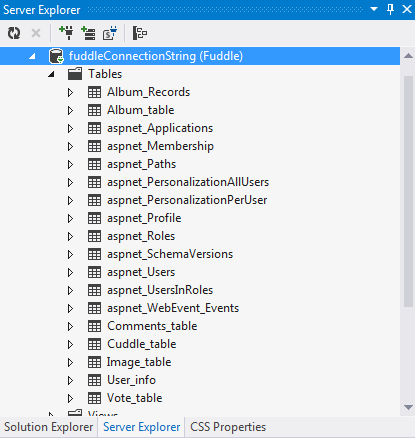 Server Explorer
fuddleConnectionString (Fuddle)
Tables
Album_Records
Album_table
aspnet_Applications
aspnet_Membership
aspnet_Paths
aspnet_PersonalizationAllUsers
aspnet_PersonalizationPerUser
aspnet_Profile
aspnet_Roles
aspnet_SchemaVersions
aspnet_Users
aspnet_UsersInRoles
aspnet_WebEvent_Events
Comments_table
Cuddle_table
Image_table
User_info
Vote_table
Views
Solution Explorer Server Explorer CSS Properties